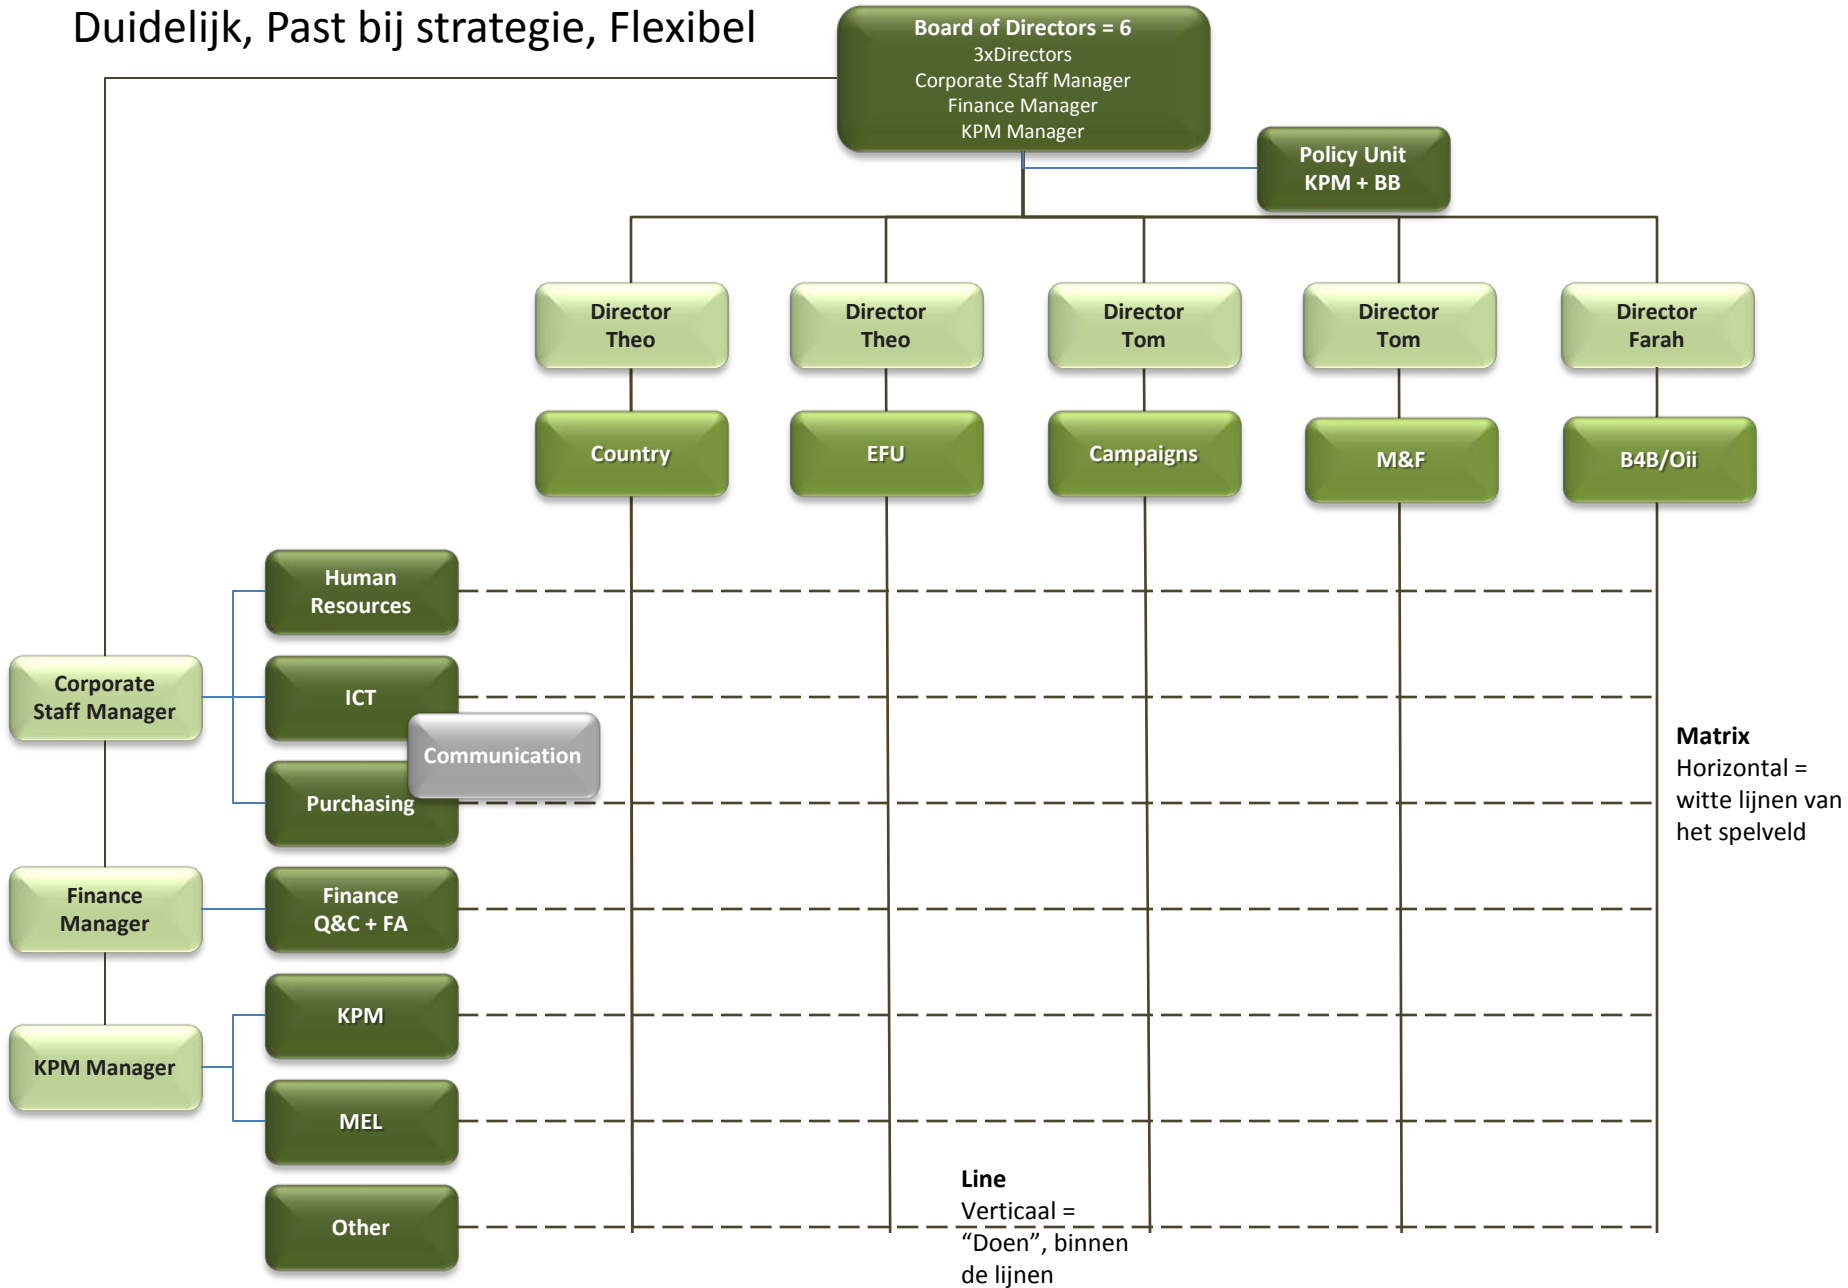 Duidelijk, Past bij strategie, Flexibel
Board of Directors = 6
3xDirectors
Corporate Staff Manager
Finance Manager
KPM Manager
Policy Unit
KPM + BB
Director
Theo
Director
Theo
Director
Tom
Director
Tom
Director
Farah
Country
EFU
Campaigns
M&F
B4B/Oii
Human
Resources
Corporate
Staff Manager
ICT
Communication
Purchasing
Matrix
Horizontal =
witte lijnen van
het spelveld
Finance
Manager
Finance
Q&C + FA
KPM
KPM Manager
MEL
Other
Line
Verticaal =
“Doen”, binnen
de lijnen